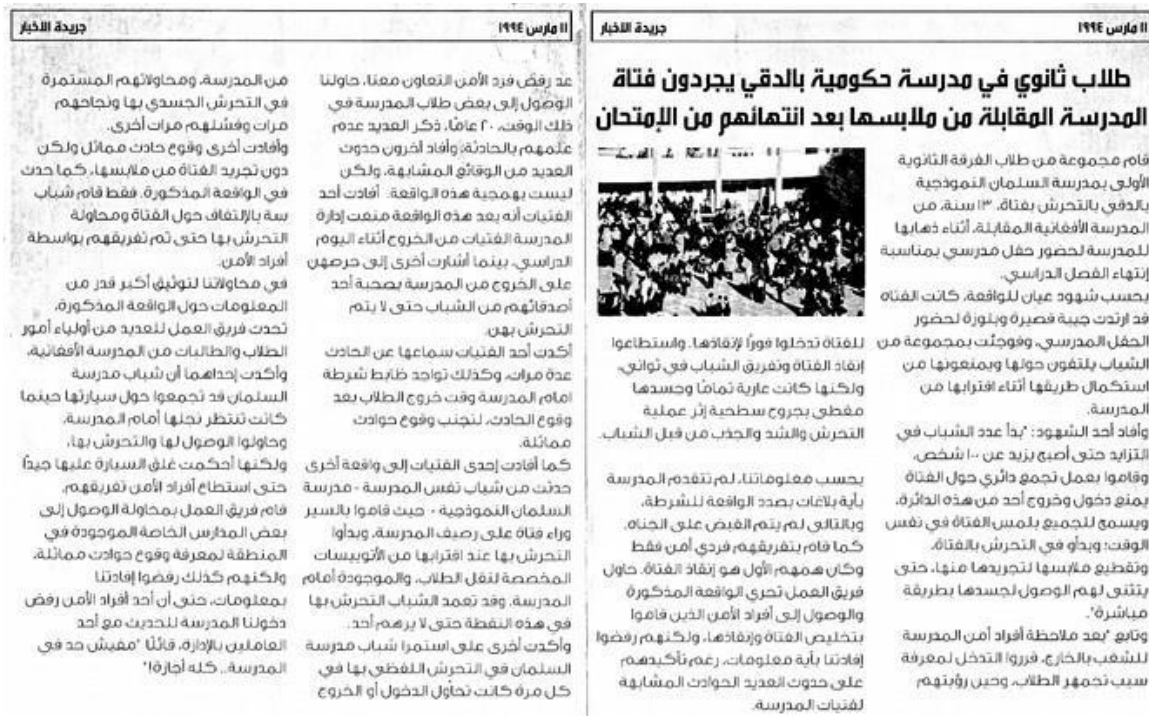 ١١ مارس ١٩٩٤
جريدة الاخبار
طلاب ثانوي في مدرسة حكومية بالدقي يجردون فتاة
المدرسة المقابلة من ملابسها بعد انتهائهم من الإمتحان
قام مجموعة من طلاب الفرقة الثانوية
الأولى بمدرسة السلمان النموذجية
بالدقي بالتحرش بفتاة، ١٣ سنة، من
المدرسة الأفغانية المقابلة، أثناء ذهابها
للمدرسة لحضور حفل مدرسي بمناسبة
إنتهاء الفصل الدراسي.
بحسب شهود عيان للواقعة، كانت الفتاة
قد ارتدت جيبة قصيرة وبلوزة لحضور
الحفل المدرسي، وفوجئت بمجموعة من
الشباب يلتفون حولها ويمنعونها من
استكمال طريقها أثناء اقترابها من
المدرسة.
وأفاد أحد الشهود: "بدأ عدد الشباب في
التزايد حتى أصبح يزيد عن ١٠٠ شخص،
وقاموا بعمل تجمع دائري حول الفتاة
يمنع دخول وخروج أحد من هذه الدائرة،
ويسمح للجميع بلمس الفتاة في نفس
الوقت؛ وبدأو في التحرش بالفتاة،
وتقطيع ملابسها لتجريدها منها، حتى
يتثنى لهم الوصول لجسدها بطريقة
مباشرة".
وتابع "بعد ملاحظة أفراد أمن المدرسة
للشغب بالخارج، قرروا التدخل لمعرفة
سبب تجمهر الطلاب، وحين رؤيتهم
للفتاة تدخلوا فورًا لإنقاذها، واستطاعوا
إنقاذ الفتاة وتفريق الشباب في ثواني،
ولكنها كانت عارية تمامًا وجسدها
مغطى بجروح سطحية إثر عملية
التحرش والشد والجذب من قبل الشباب.
بحسب معلوماتنا، لم تتقدم المدرسة
بأية بلاغات بصدد الواقعة للشرطة،
وبالتالي لم يتم القبض على الجناه،
كما قام بتفريقهم فردي أمن فقط
وكان همهم الأول هو إنقاذ الفتاة. حاول
فريق العمل تحري الواقعة المذكورة
والوصول إلى أفراد الأمن الذين قاموا
بتخليص الفتاة وإنقاذها، ولكنهم رفضوا
إفادتنا بأية معلومات، رغم تأكيدهم
على حدوث العديد الحوادث المشابهة
لفتيات المدرسة.
١١ مارس ١٩٩٤
جريدة الاخبار
عد رفض فرد الأمن التعاون معنا، حاولنا
الوصول إلى بعض طلاب المدرسة في
ذلك الوقت، ٢٠ عامًا، ذكر العديد عدم
علمهم بالحادثة؛ وأفاد آخرون حدوث
العديد من الوقائع المشابهة، ولكن
ليست بهمجية هذه الواقعة. أفادت أحد
الفتيات أنه بعد هذه الواقعة منعت إدارة
المدرسة الفتيات من الخروج أثناء اليوم
الدراسي، بينما أشارت أخرى إلى حرصهن
على الخروج من المدرسة بصحبة أحد
أصدقائهم من الشباب حتى لا يتم
التحرش بهن.
أكدت أحد الفتيات سماعها عن الحادث
عدة مرات، وكذلك تواجد ظابط شرطة
امام المدرسة وقت خروج الطلاب بعد
وقوع الحادث، لتجنب وقوع حوادث
مماثلة.
كما أفادت إحدى الفتيات إلى واقعة أخرى
حدثت من شباب نفس المدرسة - مدرسة
السلمان النموذجية - حيث قاموا بالسير
وراء فتاة على رصيف المدرسة، وبدأوا
التحرش بها عند اقترابها من الأتوبيسات
المخصصة لنقل الطلاب، والموجودة أمام
المدرسة، وقد تعمد الشباب التحرش بها
في هذه النقطة حتى لا يرهم أحد.
وأكدت أخرى على استمرا شباب مدرسة
السلمان في التحرش اللفظي بها في
كل مرة كانت تحاول الدخول أو الخروج
من المدرسة، ومحاولاتهم المستمرة
في التحرش الجسدي بها ونجاحهم
مرات وفشلهم مرات أخرى.
وأفادت أخرى وقوع حادث مماثل ولكن
دون تجريد الفتاة من ملابسها، كما حدث
في الواقعة المذكورة. فقط قام شباب
سة بالإلتفاف حول الفتاة ومحاولة
التحرش بها حتى تم تفريقهم بواسطة
أفراد الأمن.
في محاولاتنا لتوثيق أكبر قدر من
المعلومات حول الواقعة المذكورة،
تحدث فريق العمل للعديد من أولياء أمور
الطلاب والطالبات من المدرسة الأفغانية،
وأكدت إحداهما أن شباب مدرسة
السلمان قد تجمعوا حول سيارتها حينما
كانت تنتظر نجلها أمام المدرسة،
وحاولوا الوصول لها والتحرش بها،
ولكنها أحكمت غلق السيارة عليها جيدًا
حتى استطاع أفراد الأمن تفريقهم.
قام فريق العمل بمحاولة الوصول إلى
بعض المدارس الخاصة الموجودة في
المنطقة لمعرفة وقوع حوادث مماثلة،
ولكنهم كذلك رفضوا إفادتنا
بمعلومات، حتى أن أحد أفراد الأمن رفض
دخولنا المدرسة للحديث مع أحد
العاملين بالإدارة، قائلًا "مفيش حد في
المدرسة.. كله أجازة!"